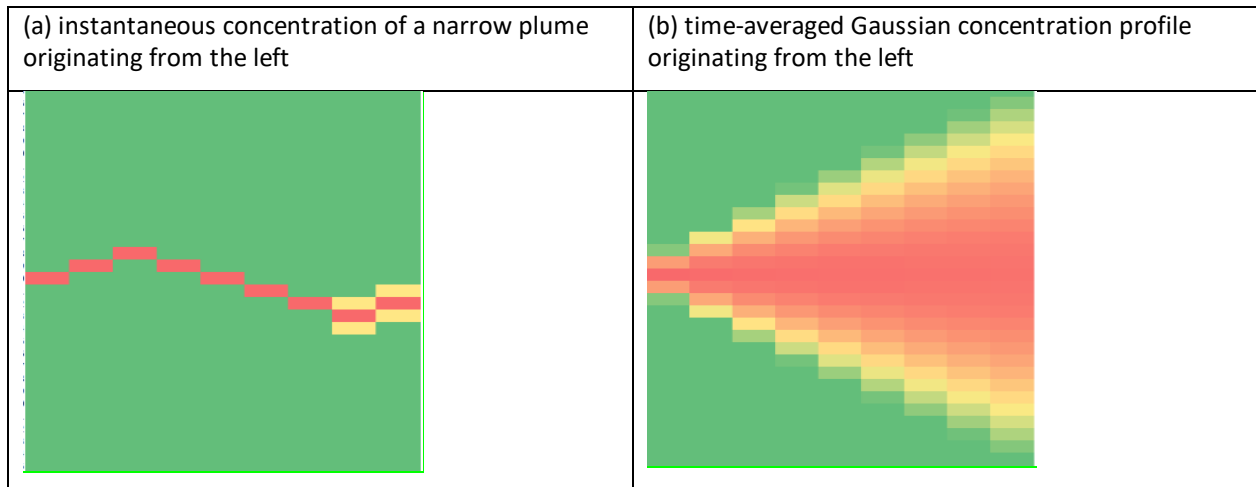 (a) instantaneous concentration of a narrow plume
originating from the left
(b) time-averaged Gaussian concentration profile
originating from the left